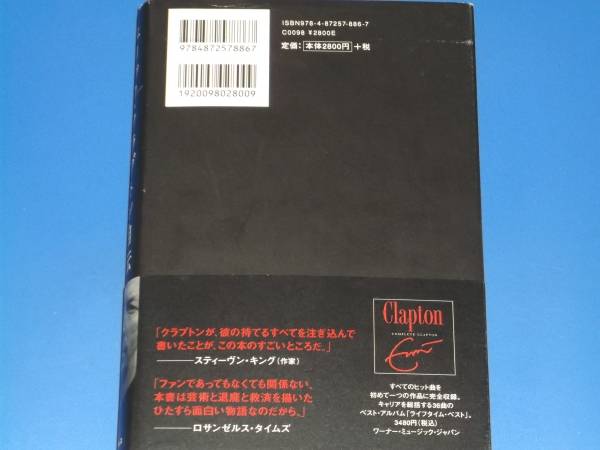 ISBN978-4-87257-886-7
C0098 ¥2800E
定価：本体2800円＋税
9784872578867
1920098028009
「クラプトンが、彼の持てるすべてを注ぎ込んで
書いたことが、この本のすごいところだ。」
スティーヴン・キング（作家）
「ファンであってもなくても関係ない、
本書は芸術と退廃と救済を描いた
ひたすら面白い物語なのだから。」
ロサンゼルス・タイムズ
Clapton
COMPLETE CLAPTON
Eric
すべてのヒット曲を
初めて一つの作品に完全収録。
キャリアを総括する36曲の
ベスト・アルバム「ライフタイム・ベスト」。
3480円（税込）
ワーナーミュージック・ジャパン